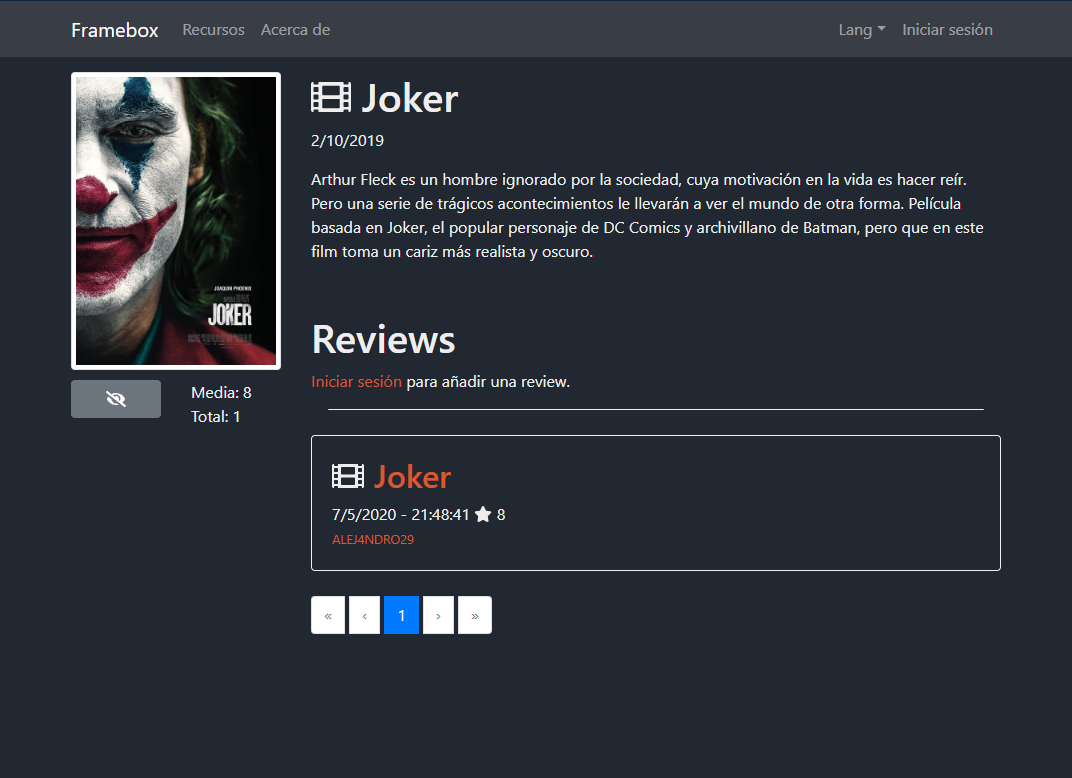 Framebox Recursos Acerca de Lang Iniciar sesión
Joker
2/10/2019
Arthur Fleck es un hombre ignorado por la sociedad, cuya motivación en la vida es hacer reír.
Pero una serie de trágicos acontecimientos le llevarán a ver el mundo de otra forma. Película
basada en Joker, el popular personaje de DC Comics y archivillano de Batman, pero que en este
film toma un cariz más realista y oscuro.
JOAQUIN PHOENIX
JOKER
Media: 8
Total: 1
Reviews
Iniciar sesión para añadir una review.
Joker
7/5/2020 - 21:48:41 8
ALEJ4NDRO29
« ‹ 1 › »